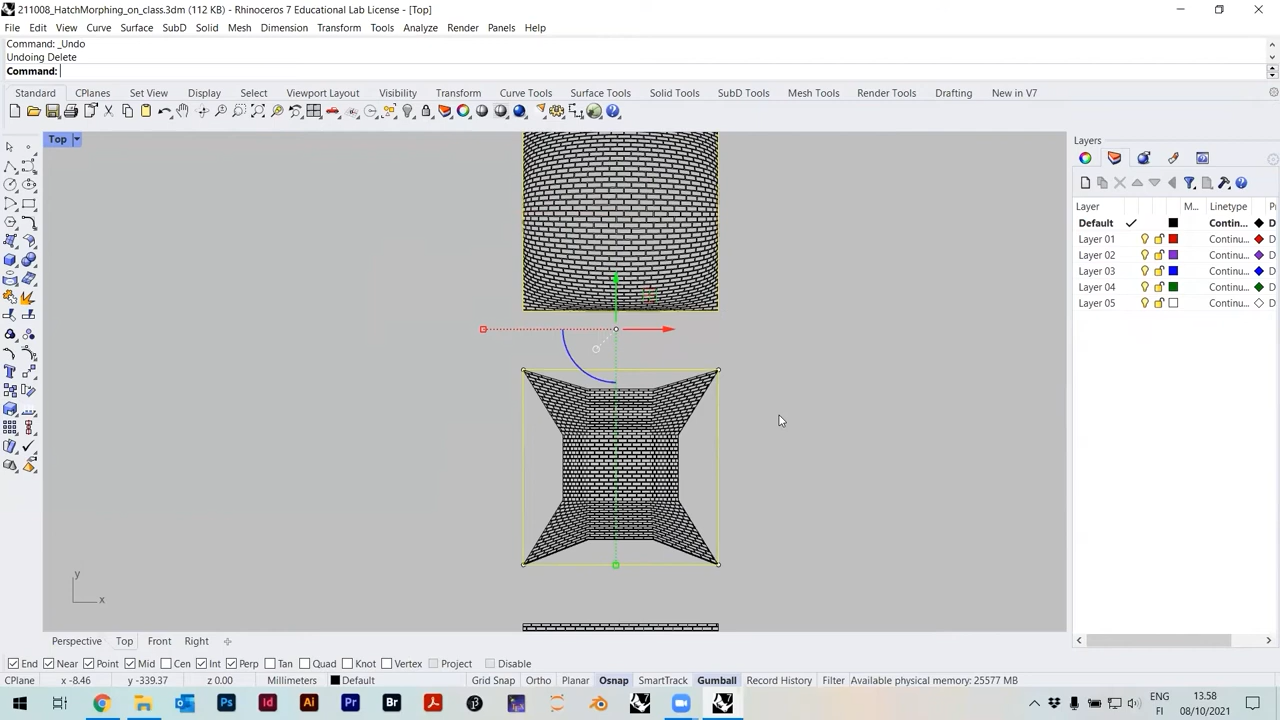 211008_HatchMorphing_on_class.3dm (112 KB) - Rhinoceros 7 Educational Lab License - [Top]
File Edit View Curve Surface SubD Solid Mesh Dimension Transform Tools Panels Analyze Render Panels Help
Command: _Undo
Undoing Delete
Command:
Standard CPlanes Set View Display Select Viewport Layout Visibility Transform Curve Tools Surface Tools Solid Tools SubD Tools Mesh Tools Render Tools Drafting New in V7
Top
Layers
Layer M... Linetype P
Default Contin... D
Layer 01 Continu... D
Layer 02 Continu... D
Layer 03 Continu... D
Layer 04 Continu... D
Layer 05 Continu... D
y
x
Perspective Top Front Right
End Near Point Mid Cen Int Perp Tan Quad Knot Vertex Project Disable
CPlane x -8.46 y -339.37 z 0.00 Millimeters Default Grid Snap Ortho Planar Osnap SmartTrack Gumball Record History Filter Available physical memory: 25577 MB
Ps Id Ai Pr Br
ENG 13.58
FI 08/10/2021